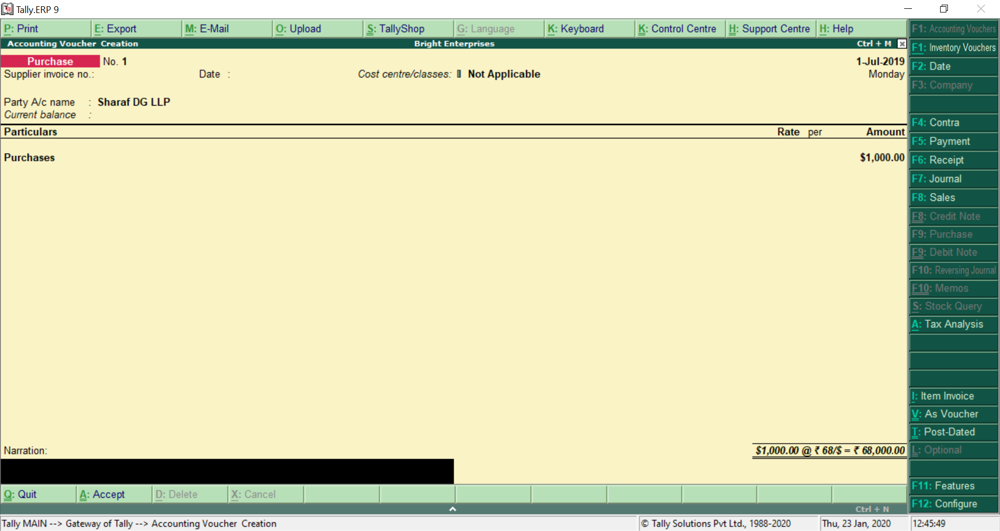 Tally.ERP 9
P: Print E: Export M: E-Mail O: Upload S: TallyShop G: Language K: Keyboard K: Control Centre H: Support Centre H: Help
Accounting Voucher Creation Bright Enterprises Ctrl + M
Purchase No. 1 1-Jul-2019
Supplier invoice no.: Date : Cost centre/classes: Not Applicable Monday
Party A/c name : Sharaf DG LLP
Current balance :
Particulars Rate per Amount
Purchases $1,000.00
Narration: $1,000.00 @ ₹ 68/$ = ₹ 68,000.00
Q: Quit A: Accept D: Delete X: Cancel
Ctrl + N
F1: Accounting Vouchers
F1: Inventory Vouchers
F2: Date
F3: Company
F4: Contra
F5: Payment
F6: Receipt
F7: Journal
F8: Sales
F8: Credit Note
F9: Purchase
F9: Debit Note
F10: Reversing Journal
F10: Memos
S: Stock Query
A: Tax Analysis
I: Item Invoice
V: As Voucher
T: Post-Dated
L: Optional
F11: Features
F12: Configure
Tally MAIN --> Gateway of Tally --> Accounting Voucher Creation © Tally Solutions Pvt Ltd., 1988-2020 Thu, 23 Jan, 2020 12:45:49